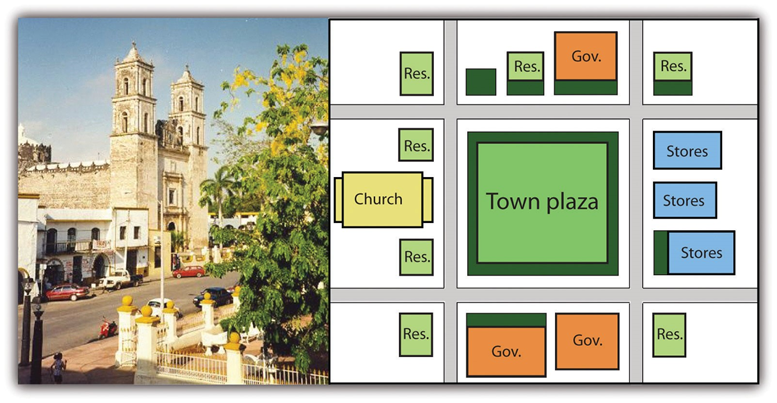 Res.
Res.
Gov.
Res.
Res.
Stores
Church
Town plaza
Stores
Res.
Stores
Res.
Gov.
Gov.
Res.